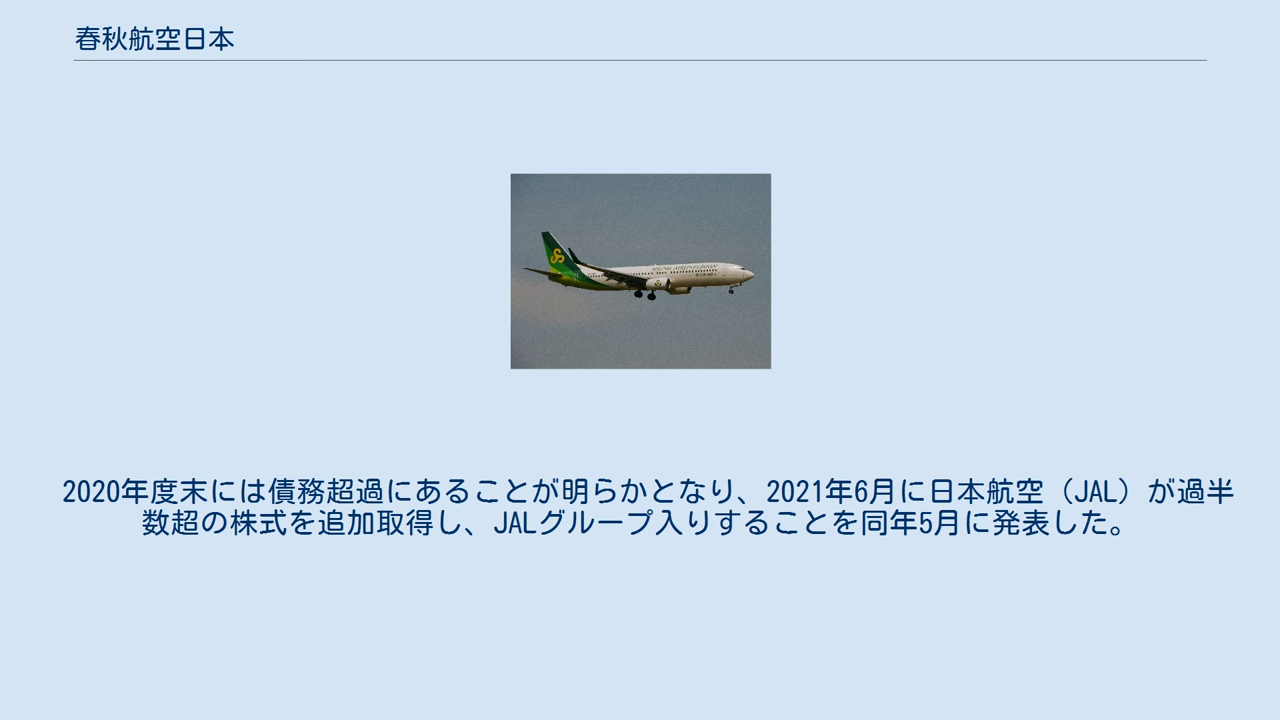 春秋航空日本
2020年度末には債務超過にあることが明らかとなり、2021年6月に日本航空（JAL）が過半
数超の株式を追加取得し、JALグループ入りすることを同年5月に発表した。